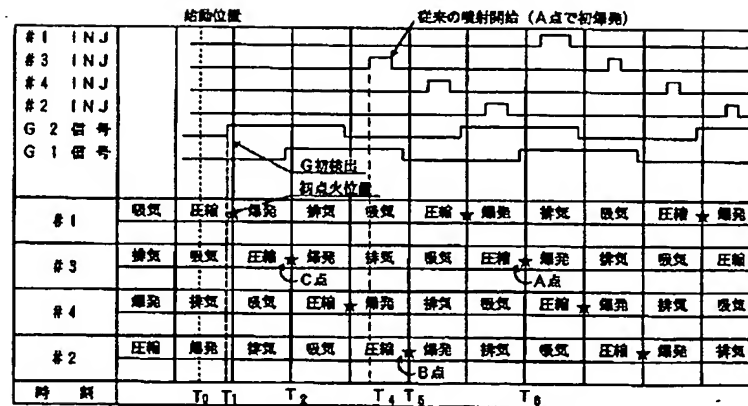 始動位置
従来の噴射開始（A点で初爆発）
#1 INJ
#3 INJ
#4 INJ
#2 INJ
G2信号
G1信号
G初検出
初点火位置
#1 吸気 圧縮 ★ 爆発 排気 吸気 圧縮 ★ 爆発 排気 吸気 圧縮 ★ 爆発
#3 排気 吸気 圧縮 ★ 爆発 排気 吸気 圧縮 ★ 爆発 排気 吸気 圧縮
C点
A点
#4 爆発 排気 吸気 圧縮 ★ 爆発 排気 吸気 圧縮 ★ 爆発 排気 吸気
#2 圧縮 爆発 排気 吸気 圧縮 ★ 爆発 排気 吸気 圧縮 ★ 爆発 排気
B点
時刻 T0 T1 T2 T4 T5 T6